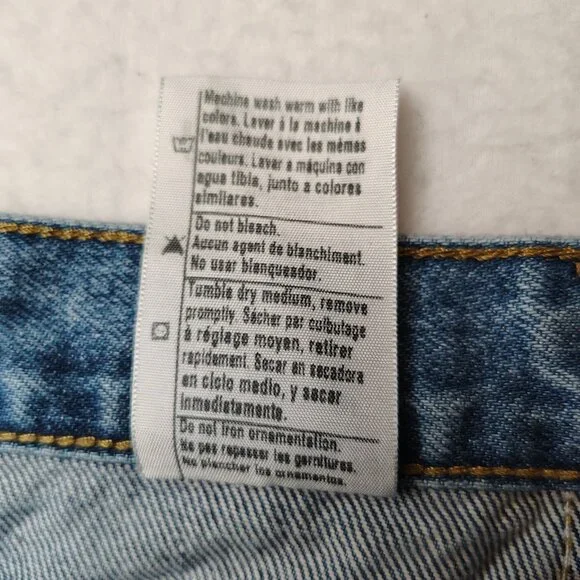 Machine wash warm with like
colors. Laver à la machine à
l'eau chaude avec les mêmes
couleurs. Lavar a máquina con
agua tibia, junto a colores
similares.
Do not bleach.
Aucun agent de blanchiment.
No usar blanqueador.
Tumble dry medium, remove
promptly. Sécher par culbutage
à réglage moyen, retirer
rapidement. Secar en secadora
en ciclo medio, y sacar
inmediatamente.
Do not iron ornamentation.
Ne pas repasser les garnitures.
No planchar los ornamentos.